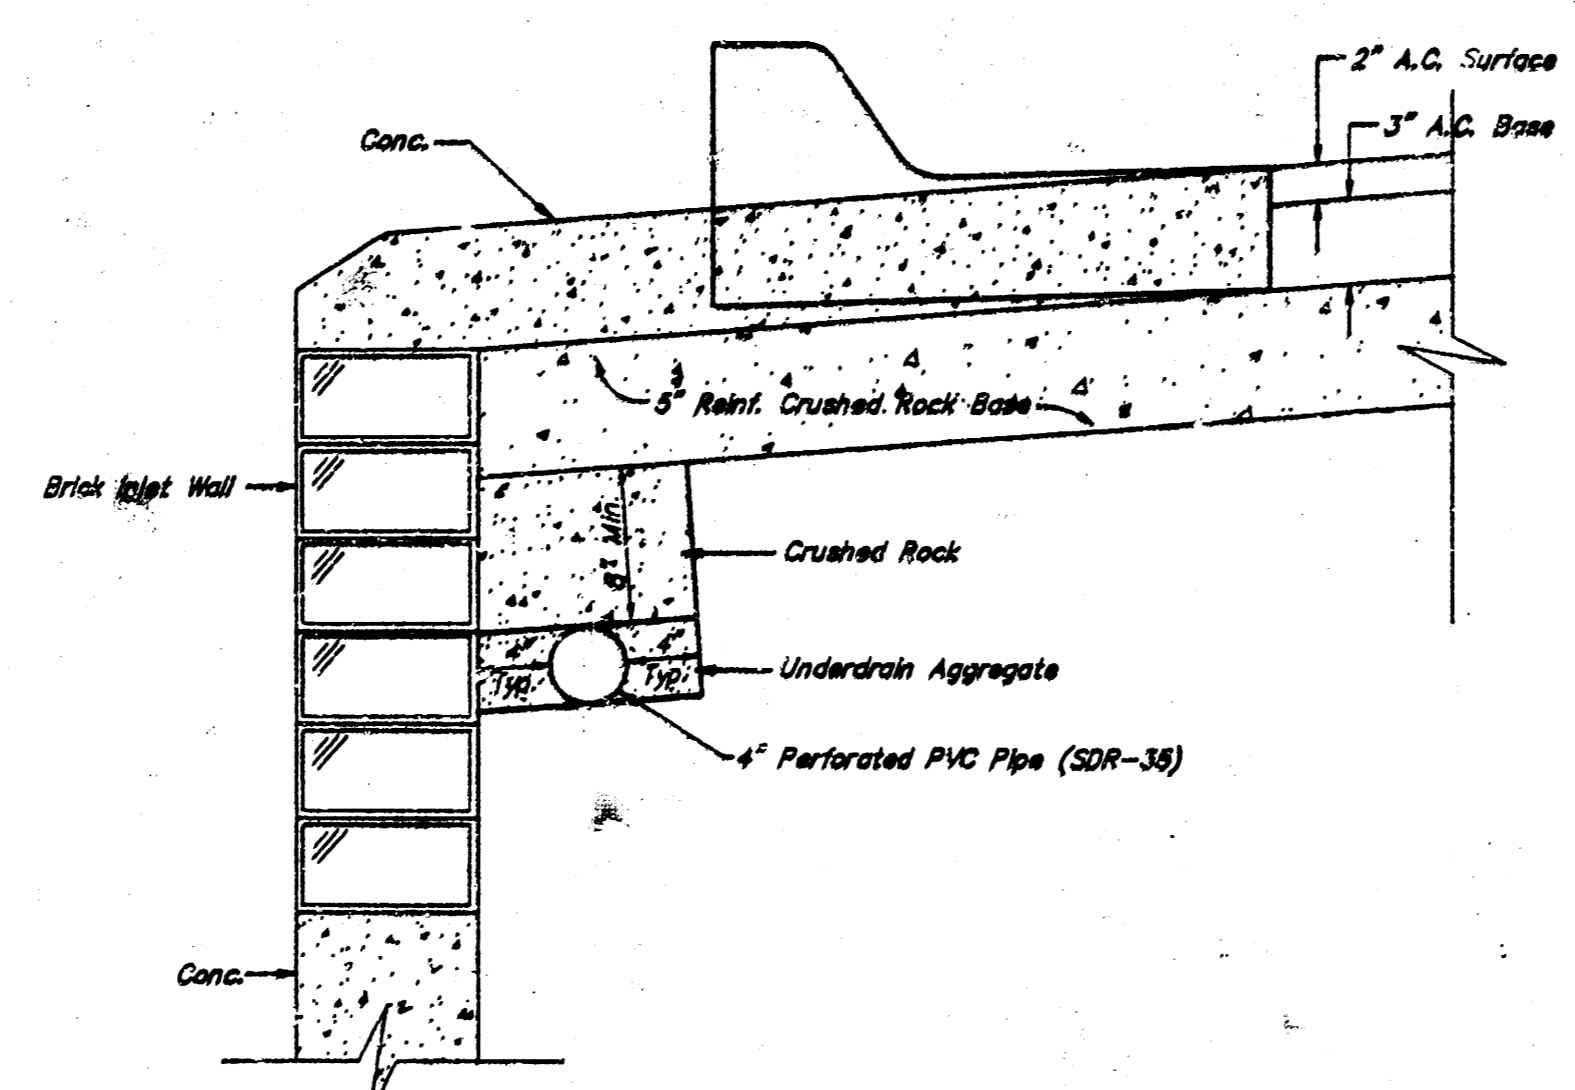 2" A.C. Surface
3" A.C. Base
Conc.
5" Reinf. Crushed Rock Base
Brick Inlet Wall
8" Min.
Crushed Rock
4" Typ.
4" Typ.
Underdrain Aggregate
4" Perforated PVC Pipe (SDR-35)
Conc.